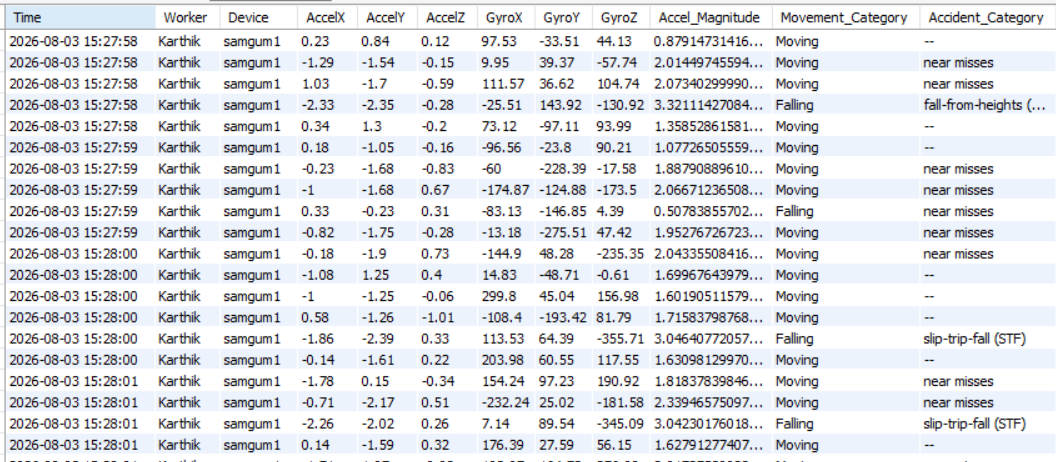 Time Worker Device AccelX AccelY AccelZ GyroX GyroY GyroZ Accel_Magnitude Movement_Category Accident_Category
2026-08-03 15:27:58 Karthik samgum1 0.23 0.84 0.12 97.53 -33.51 44.13 0.87914731416... Moving --
2026-08-03 15:27:58 Karthik samgum1 -1.29 -1.54 -0.15 9.95 39.37 -57.74 2.01449745594... Moving near misses
2026-08-03 15:27:58 Karthik samgum1 1.03 -1.7 -0.59 111.57 36.62 104.74 2.07340299990... Moving near misses
2026-08-03 15:27:58 Karthik samgum1 -2.33 -2.35 -0.28 -25.51 143.92 -130.92 3.32111427084... Falling fall-from-heights (...
2026-08-03 15:27:58 Karthik samgum1 0.34 1.3 -0.2 73.12 -97.11 93.99 1.35852861581... Moving --
2026-08-03 15:27:59 Karthik samgum1 0.18 -1.05 -0.16 -96.56 -23.8 90.21 1.07726505559... Moving --
2026-08-03 15:27:59 Karthik samgum1 -0.23 -1.68 -0.83 -60 -228.39 -17.58 1.88790889610... Moving near misses
2026-08-03 15:27:59 Karthik samgum1 -1 -1.68 0.67 -174.87 -124.88 -173.5 2.06671236508... Moving near misses
2026-08-03 15:27:59 Karthik samgum1 0.33 -0.23 0.31 -83.13 -146.85 4.39 0.50783855702... Falling near misses
2026-08-03 15:27:59 Karthik samgum1 -0.82 -1.75 -0.28 -13.18 -275.51 47.42 1.95276726723... Moving near misses
2026-08-03 15:28:00 Karthik samgum1 -0.18 -1.9 0.73 -144.9 48.28 -235.35 2.04335508416... Moving near misses
2026-08-03 15:28:00 Karthik samgum1 -1.08 1.25 0.4 14.83 -48.71 -0.61 1.69967643979... Moving --
2026-08-03 15:28:00 Karthik samgum1 -1 -1.25 -0.06 299.8 45.04 156.98 1.60190511579... Moving --
2026-08-03 15:28:00 Karthik samgum1 0.58 -1.26 -1.01 -108.4 -193.42 81.79 1.71583798768... Moving --
2026-08-03 15:28:00 Karthik samgum1 -1.86 -2.39 0.33 113.53 64.39 -355.71 3.04640772057... Falling slip-trip-fall (STF)
2026-08-03 15:28:00 Karthik samgum1 -0.14 -1.61 0.22 203.98 60.55 117.55 1.63098129970... Moving --
2026-08-03 15:28:01 Karthik samgum1 -1.78 0.15 -0.34 154.24 97.23 190.92 1.81837839846... Moving near misses
2026-08-03 15:28:01 Karthik samgum1 -0.71 -2.17 0.51 -232.24 25.02 -181.58 2.33946575097... Moving near misses
2026-08-03 15:28:01 Karthik samgum1 -2.26 -2.02 0.26 7.14 89.54 -345.09 3.04230176018... Falling slip-trip-fall (STF)
2026-08-03 15:28:01 Karthik samgum1 0.14 -1.59 0.32 176.39 27.59 56.15 1.62791277407... Moving --